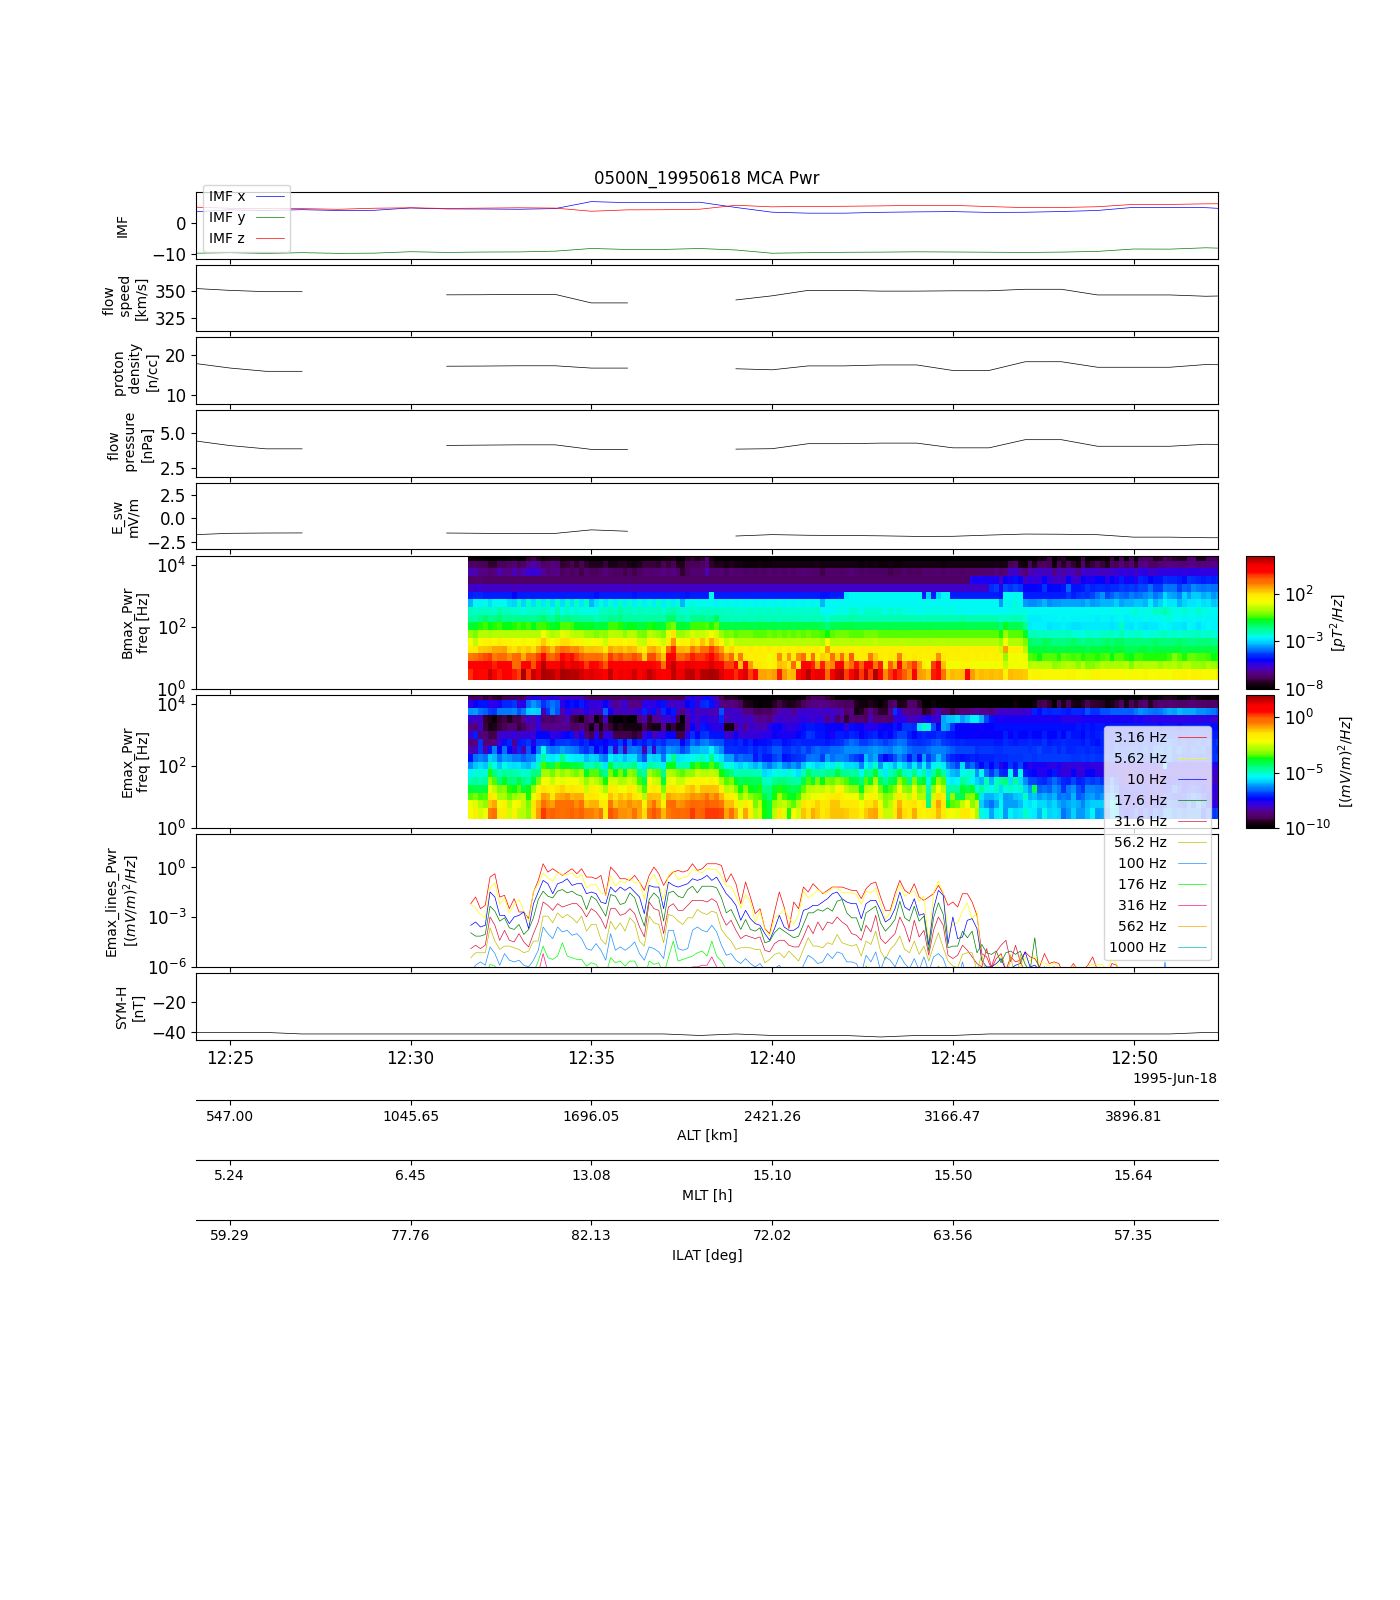 0500N_19950618 MCA Pwr
IMF x
IMF y
IMF z
IMF
0
−10
flow
speed
[km/s]
350
325
proton
density
[n/cc]
20
10
flow
pressure
[nPa]
5.0
2.5
E_sw
mV/m
2.5
0.0
−2.5
Bmax_Pwr
freq [Hz]
10^4
10^2
10^0
10^2
10^−3
10^−8
[pT^2/Hz]
Emax_Pwr
freq [Hz]
10^4
10^2
10^0
10^0
10^−5
10^−10
[(mV/m)^2/Hz]
3.16 Hz
5.62 Hz
10 Hz
17.6 Hz
31.6 Hz
56.2 Hz
100 Hz
176 Hz
316 Hz
562 Hz
1000 Hz
Emax_lines_Pwr
[(mV/m)^2/Hz]
10^0
10^−3
10^−6
SYM-H
[nT]
−20
−40
12:25 12:30 12:35 12:40 12:45 12:50
1995-Jun-18
547.00 1045.65 1696.05 2421.26 3166.47 3896.81
ALT [km]
5.24 6.45 13.08 15.10 15.50 15.64
MLT [h]
59.29 77.76 82.13 72.02 63.56 57.35
ILAT [deg]